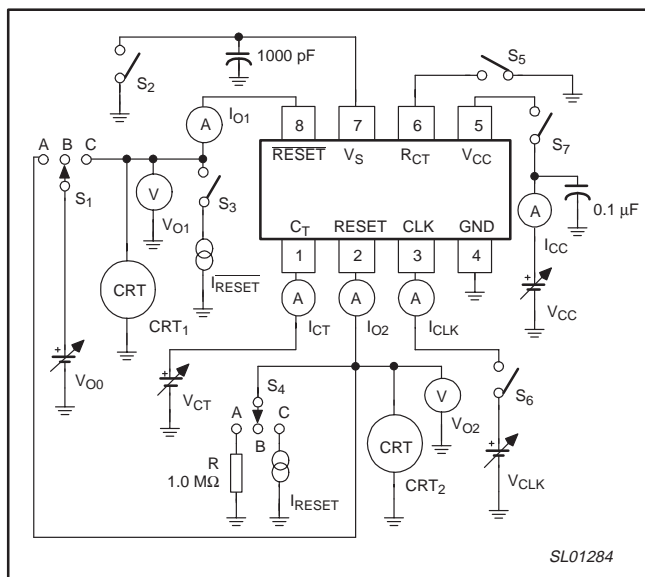 1000 pF
S2
S5
IO1
A
8
7
6
5
RESET
VS
RCT
VCC
S7
A
B
C
S1
V
VO1
S3
A
ICC
0.1 μF
CT
RESET
CLK
GND
1
2
3
4
CRT
CRT1
IRESET
A
A
A
ICT
IO2
ICLK
+
VCC
+
VO0
+
VCT
S4
A
B
C
V
VO2
S6
R
1.0 MΩ
IRESET
CRT
CRT2
+
VCLK
SL01284